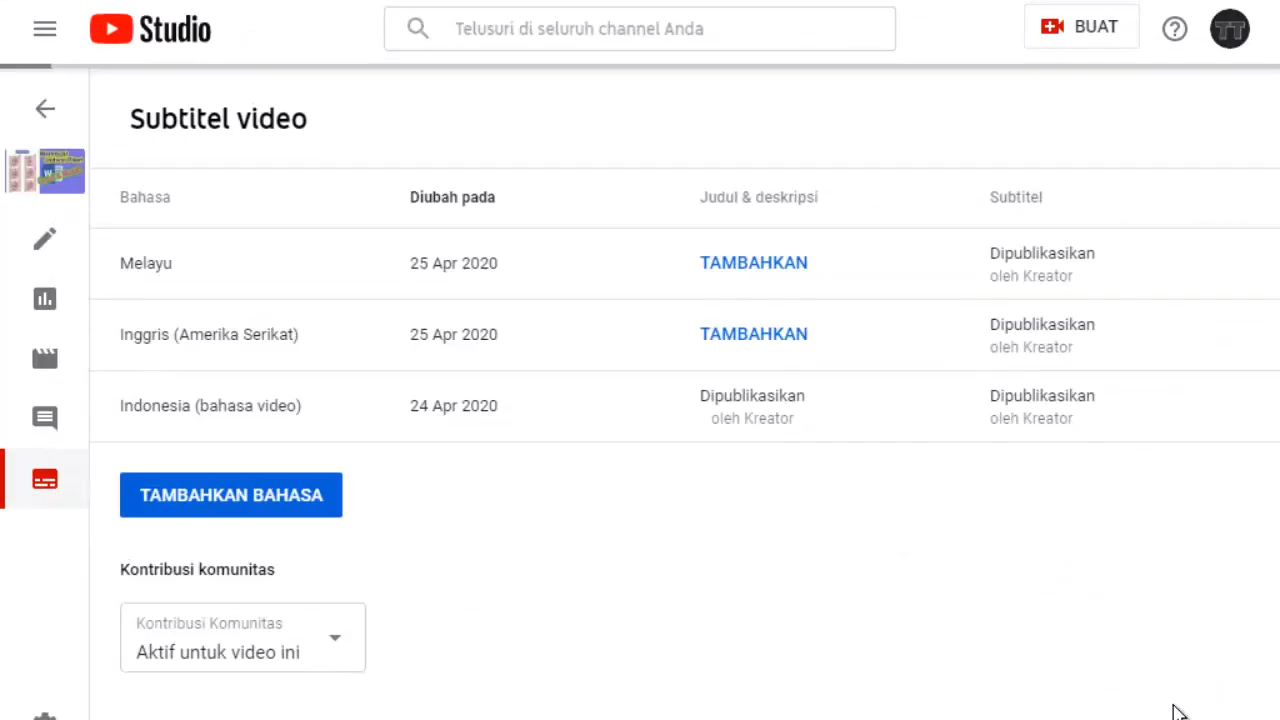 Studio
Telusuri di seluruh channel Anda
BUAT
TT
Subtitel video
Bahasa
Diubah pada
Judul & deskripsi
Subtitel
Melayu
25 Apr 2020
TAMBAHKAN
Dipublikasikan
oleh Kreator
Inggris (Amerika Serikat)
25 Apr 2020
TAMBAHKAN
Dipublikasikan
oleh Kreator
Indonesia (bahasa video)
24 Apr 2020
Dipublikasikan
oleh Kreator
Dipublikasikan
oleh Kreator
TAMBAHKAN BAHASA
Kontribusi komunitas
Kontribusi Komunitas
Aktif untuk video ini